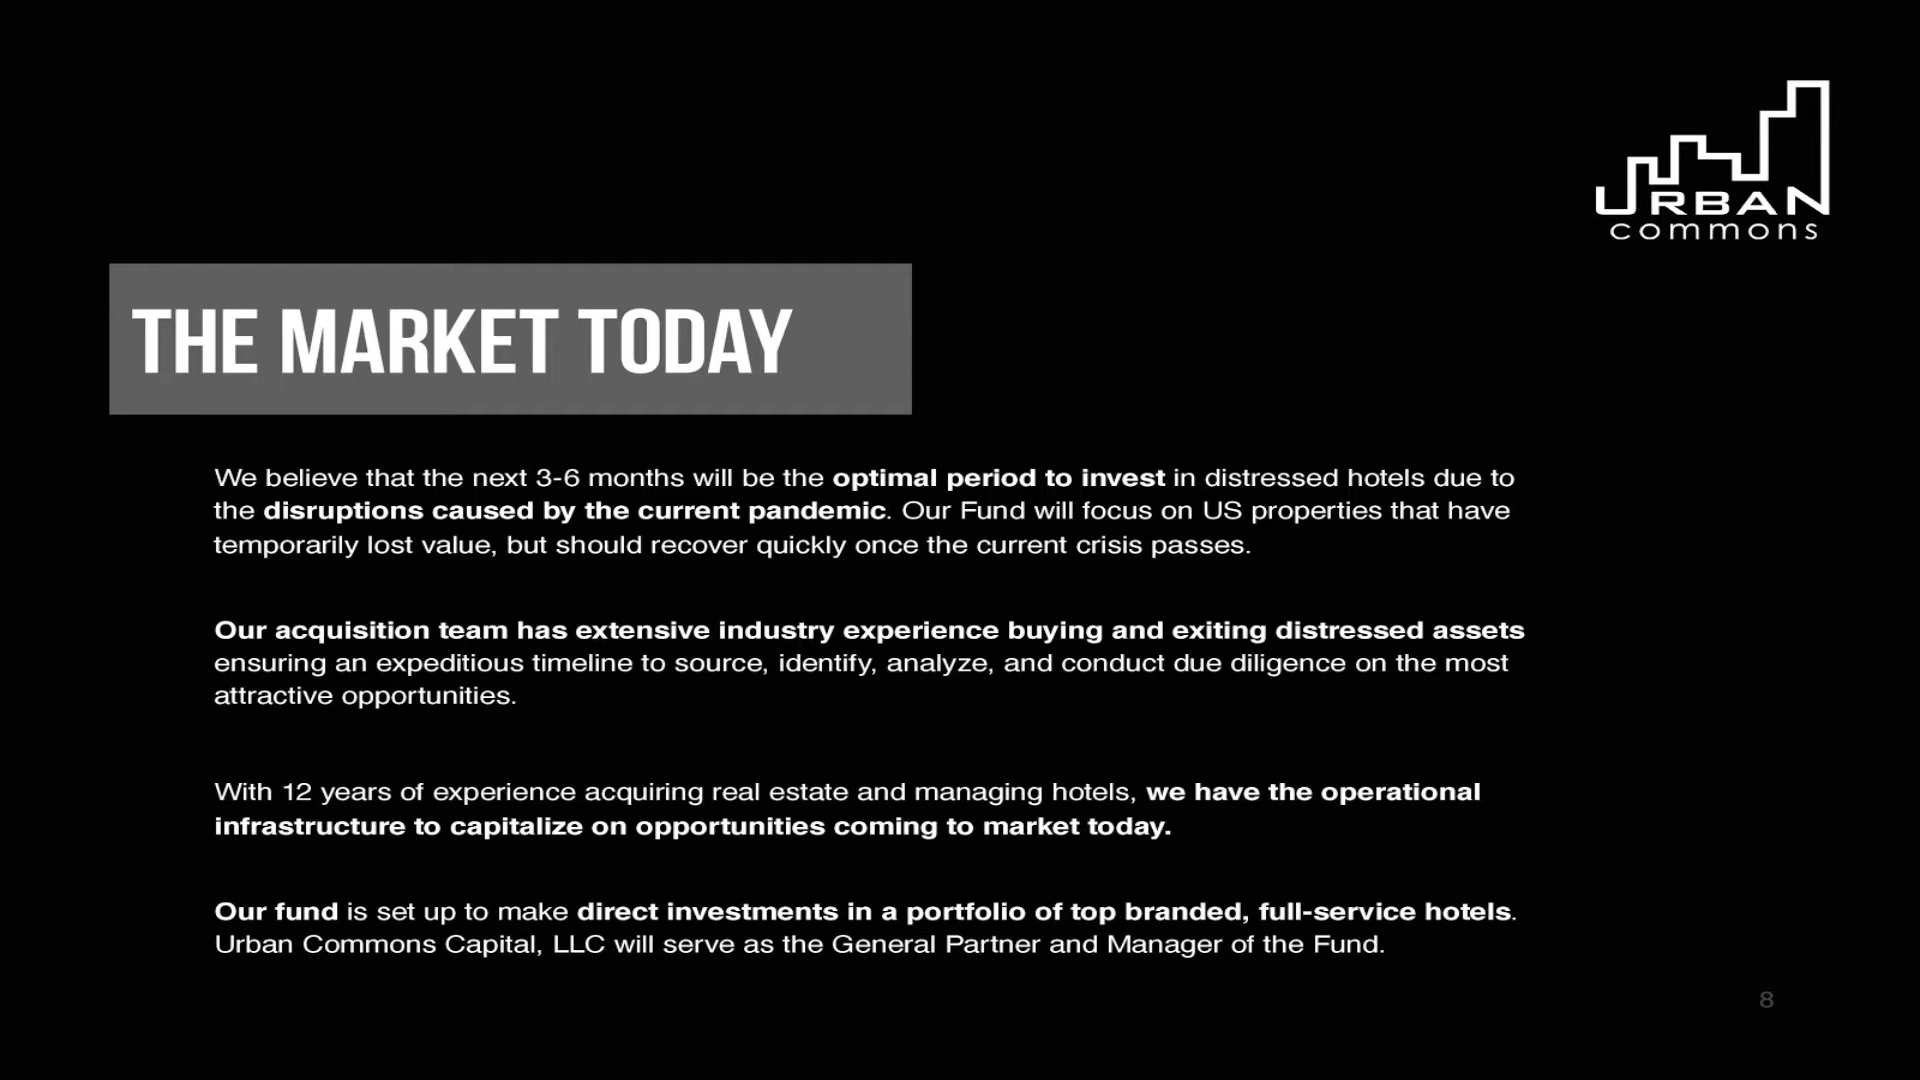 URBAN
commons
THE MARKET TODAY
We believe that the next 3-6 months will be the optimal period to invest in distressed hotels due to
the disruptions caused by the current pandemic. Our Fund will focus on US properties that have
temporarily lost value, but should recover quickly once the current crisis passes.
Our acquisition team has extensive industry experience buying and exiting distressed assets
ensuring an expeditious timeline to source, identify, analyze, and conduct due diligence on the most
attractive opportunities.
With 12 years of experience acquiring real estate and managing hotels, we have the operational
infrastructure to capitalize on opportunities coming to market today.
Our fund is set up to make direct investments in a portfolio of top branded, full-service hotels.
Urban Commons Capital, LLC will serve as the General Partner and Manager of the Fund.
8